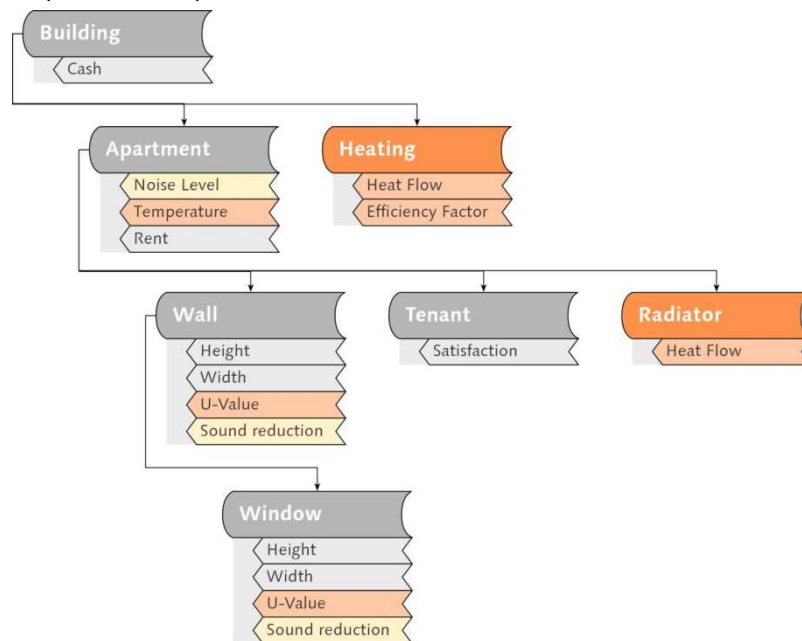 Building
Cash
Apartment
Noise Level
Temperature
Rent
Heating
Heat Flow
Efficiency Factor
Wall
Height
Width
U-Value
Sound reduction
Tenant
Satisfaction
Radiator
Heat Flow
Window
Height
Width
U-Value
Sound reduction